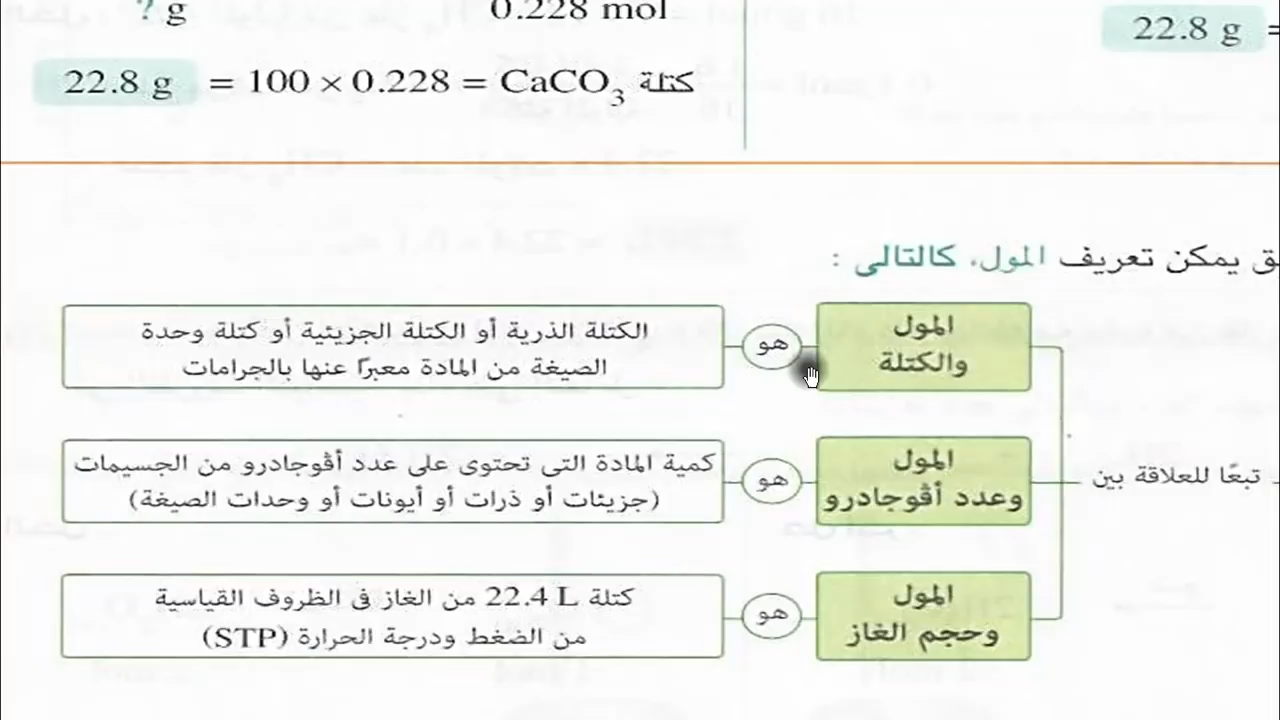 ? g 0.228 mol
22.8 g = 100 × 0.228 = CaCO₃ كتلة
22.8 g =
يمكن تعريف المول، كالتالى :
تبعًا للعلاقة بين
المول
والكتلة
هو
الكتلة الذرية أو الكتلة الجزيئية أو كتلة وحدة
الصيغة من المادة معبرًا عنها بالجرامات
المول
وعدد أڤوجادرو
هو
كمية المادة التى تحتوى على عدد أڤوجادرو من الجسيمات
(جزيئات أو ذرات أو أيونات أو وحدات الصيغة)
المول
وحجم الغاز
هو
كتلة 22.4 L من الغاز فى الظروف القياسية
من الضغط ودرجة الحرارة (STP)